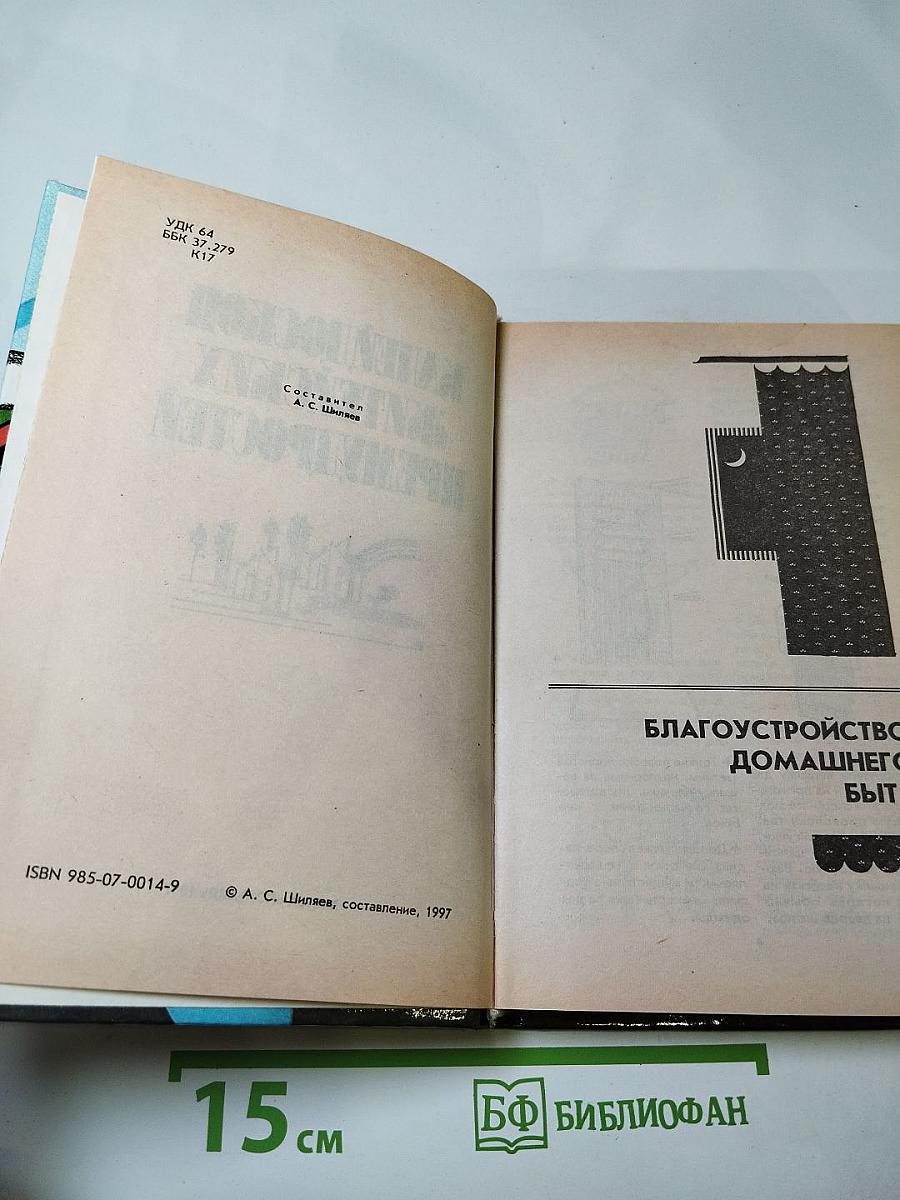 УДК 64
ББК 37.279
К17
Составител
А. С. Шиляев
ISBN 985-07-0014-9
© А. С. Шиляев, составление, 1997
БЛАГОУСТРОЙСТВО
ДОМАШНЕГО
БЫТ
15 см
БФ БИБЛИОФАН